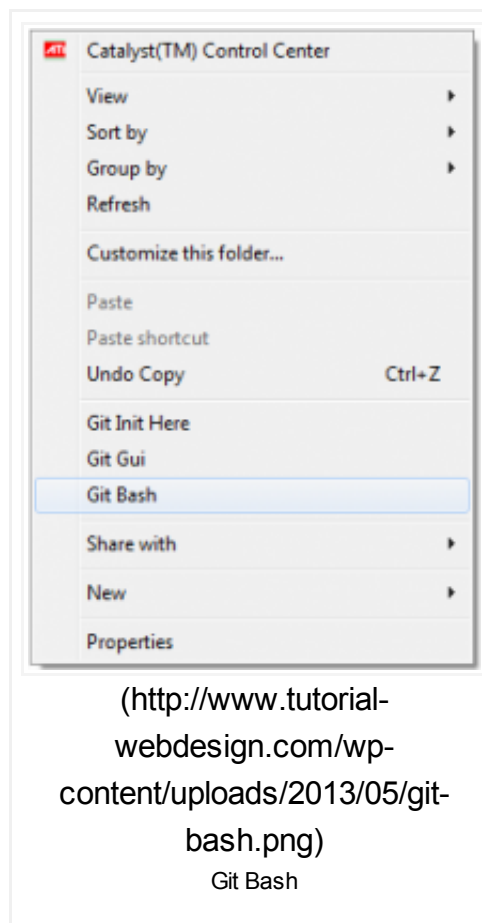 ATI Catalyst(TM) Control Center
View
Sort by
Group by
Refresh
Customize this folder...
Paste
Paste shortcut
Undo Copy Ctrl+Z
Git Init Here
Git Gui
Git Bash
Share with
New
Properties
(http://www.tutorial-
webdesign.com/wp-
content/uploads/2013/05/git-
bash.png)
Git Bash